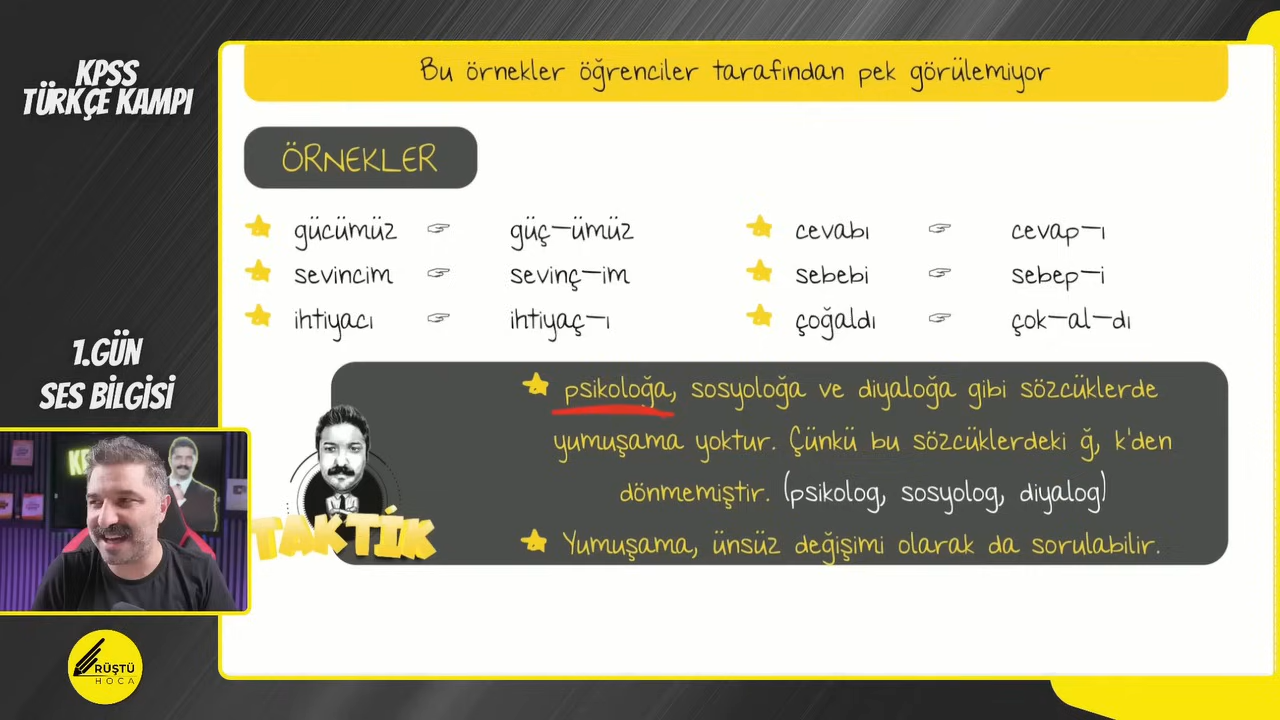 KPSS
TÜRKÇE KAMPI
Bu örnekler öğrenciler tarafından pek görülemiyor
ÖRNEKLER
gücümüz ☞ güç-ümüz
sevincim ☞ sevinç-im
ihtiyacı ☞ ihtiyaç-ı
cevabı ☞ cevap-ı
sebebi ☞ sebep-i
çoğaldı ☞ çok-al-dı
1.GÜN
SES BİLGİSİ
psikoloğa, sosyoloğa ve diyaloğa gibi sözcüklerde
yumuşama yoktur. Çünkü bu sözcüklerdeki ğ, k'den
dönmemiştir. (psikolog, sosyolog, diyalog)
Yumuşama, ünsüz değişimi olarak da sorulabilir.
TAKTİK
RÜŞTÜ
HOCA